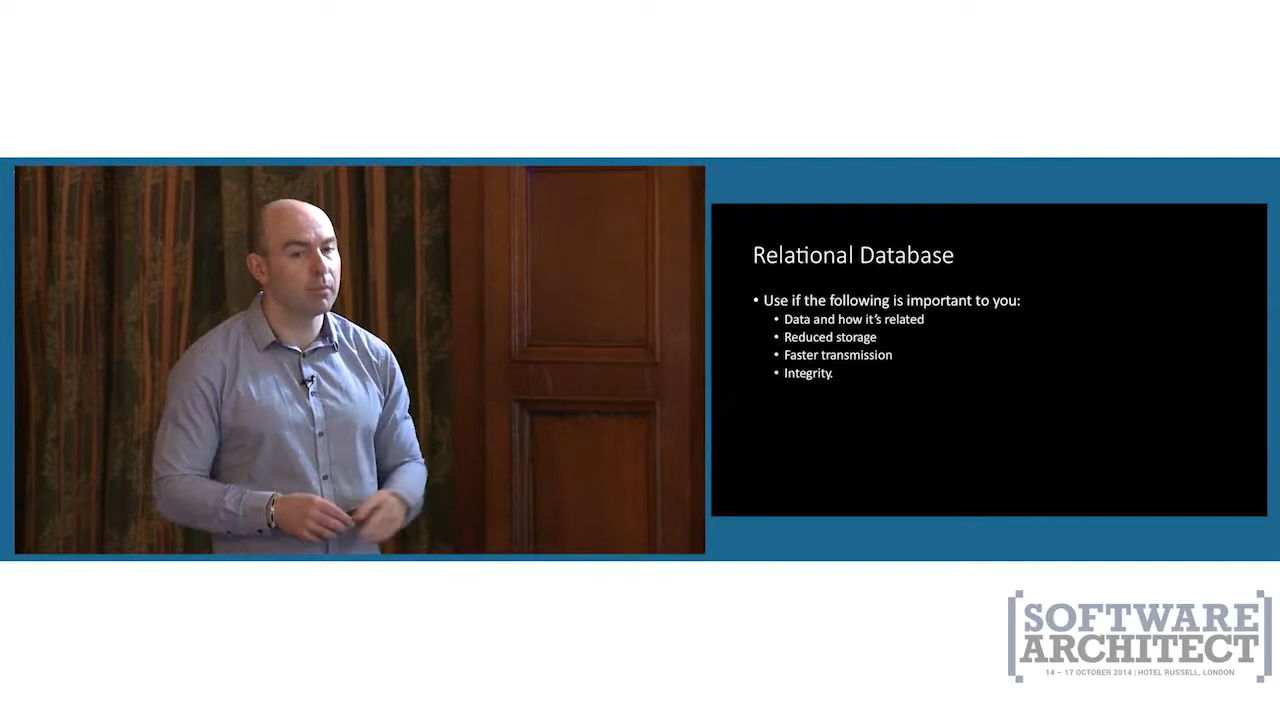 Relational Database
• Use if the following is important to you:
• Data and how it's related
• Reduced storage
• Faster transmission
• Integrity.
SOFTWARE
ARCHITECT
14 – 17 OCTOBER 2014 | HOTEL RUSSELL, LONDON